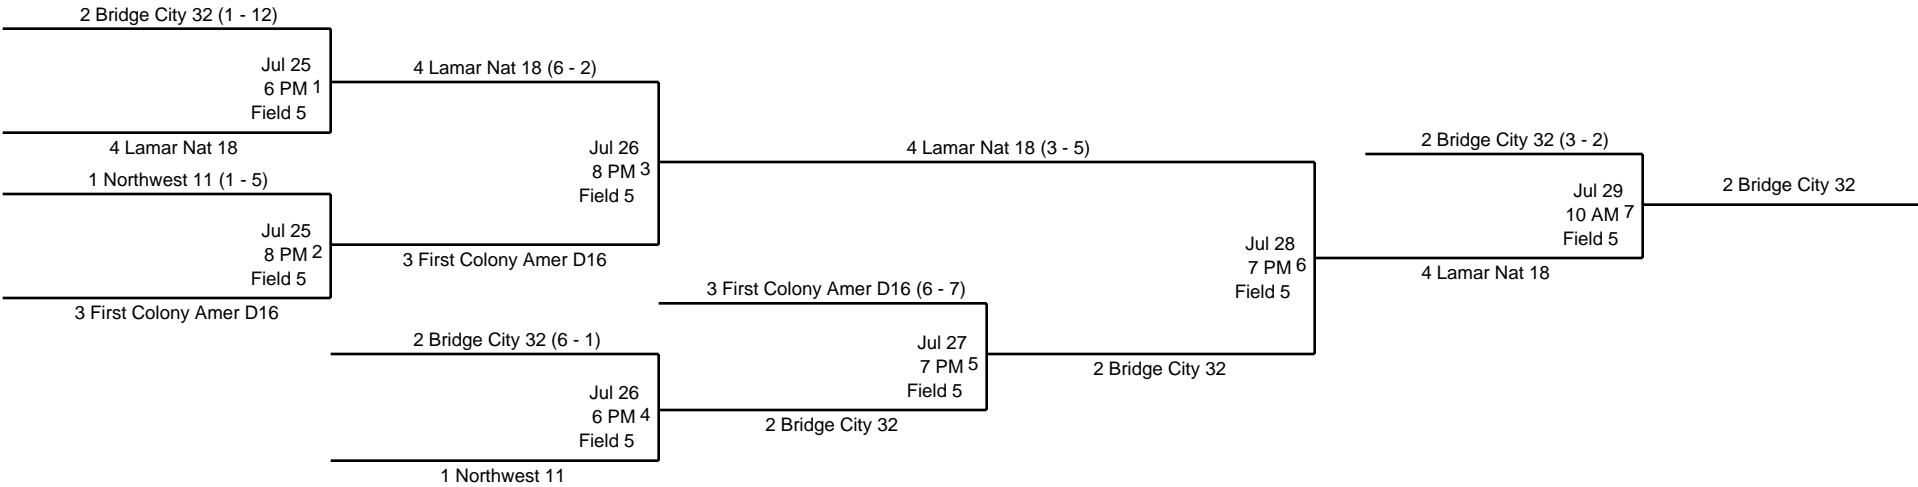 2 Bridge City 32 (1 - 12)
Jul 25
6 PM 1
Field 5
4 Lamar Nat 18
1 Northwest 11 (1 - 5)
Jul 25
8 PM 2
Field 5
3 First Colony Amer D16
4 Lamar Nat 18 (6 - 2)
Jul 26
8 PM 3
Field 5
3 First Colony Amer D16
2 Bridge City 32 (6 - 1)
Jul 26
6 PM 4
Field 5
1 Northwest 11
3 First Colony Amer D16 (6 - 7)
Jul 27
7 PM 5
Field 5
2 Bridge City 32
4 Lamar Nat 18 (3 - 5)
Jul 28
7 PM 6
Field 5
2 Bridge City 32
2 Bridge City 32 (3 - 2)
Jul 29
10 AM 7
Field 5
4 Lamar Nat 18
2 Bridge City 32